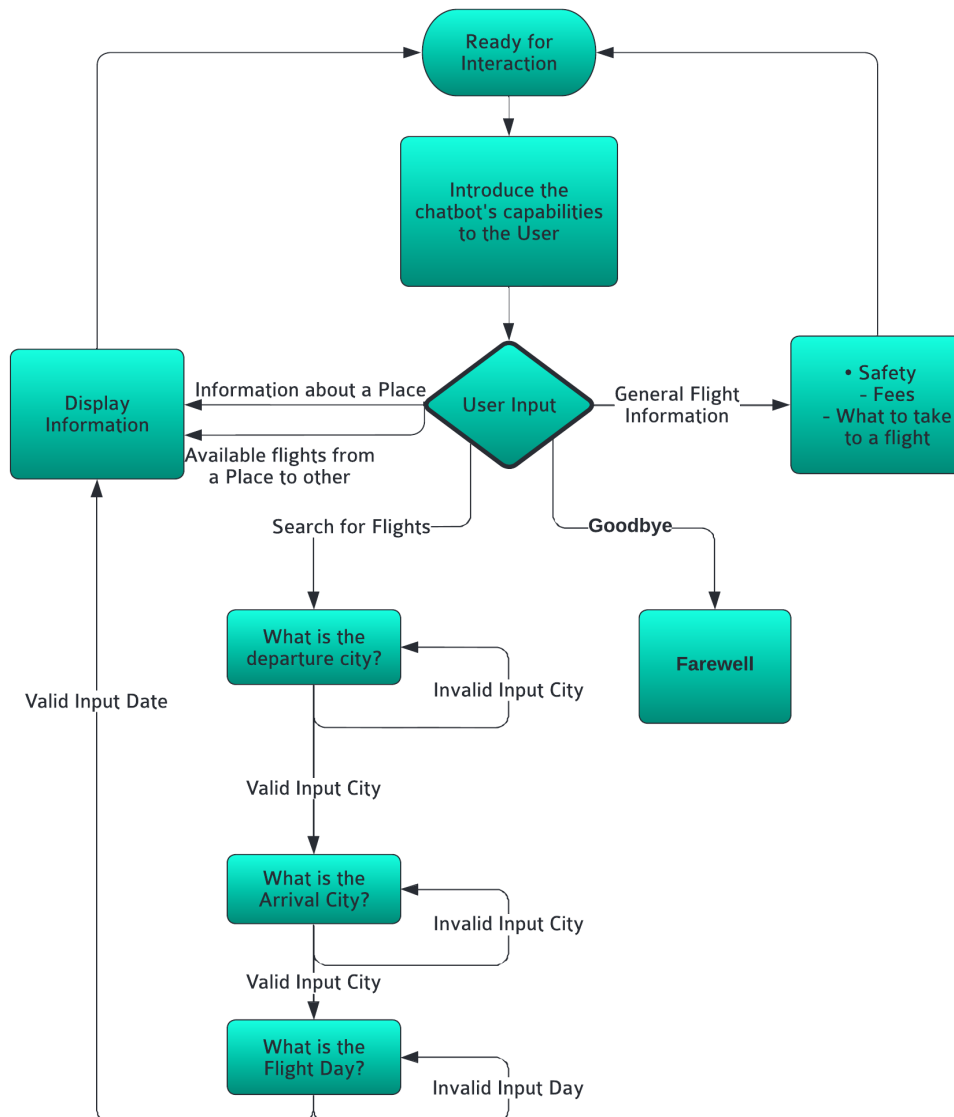 Ready for
Interaction
Introduce the
chatbot's capabilities
to the User
Display
Information
Information about a Place
User Input
General Flight
Information
• Safety
- Fees
- What to take
to a flight
Available flights from
a Place to other
Search for Flights
Goodbye
What is the
departure city?
Invalid Input City
Farewell
Valid Input Date
Valid Input City
What is the
Arrival City?
Invalid Input City
Valid Input City
What is the
Flight Day?
Invalid Input Day